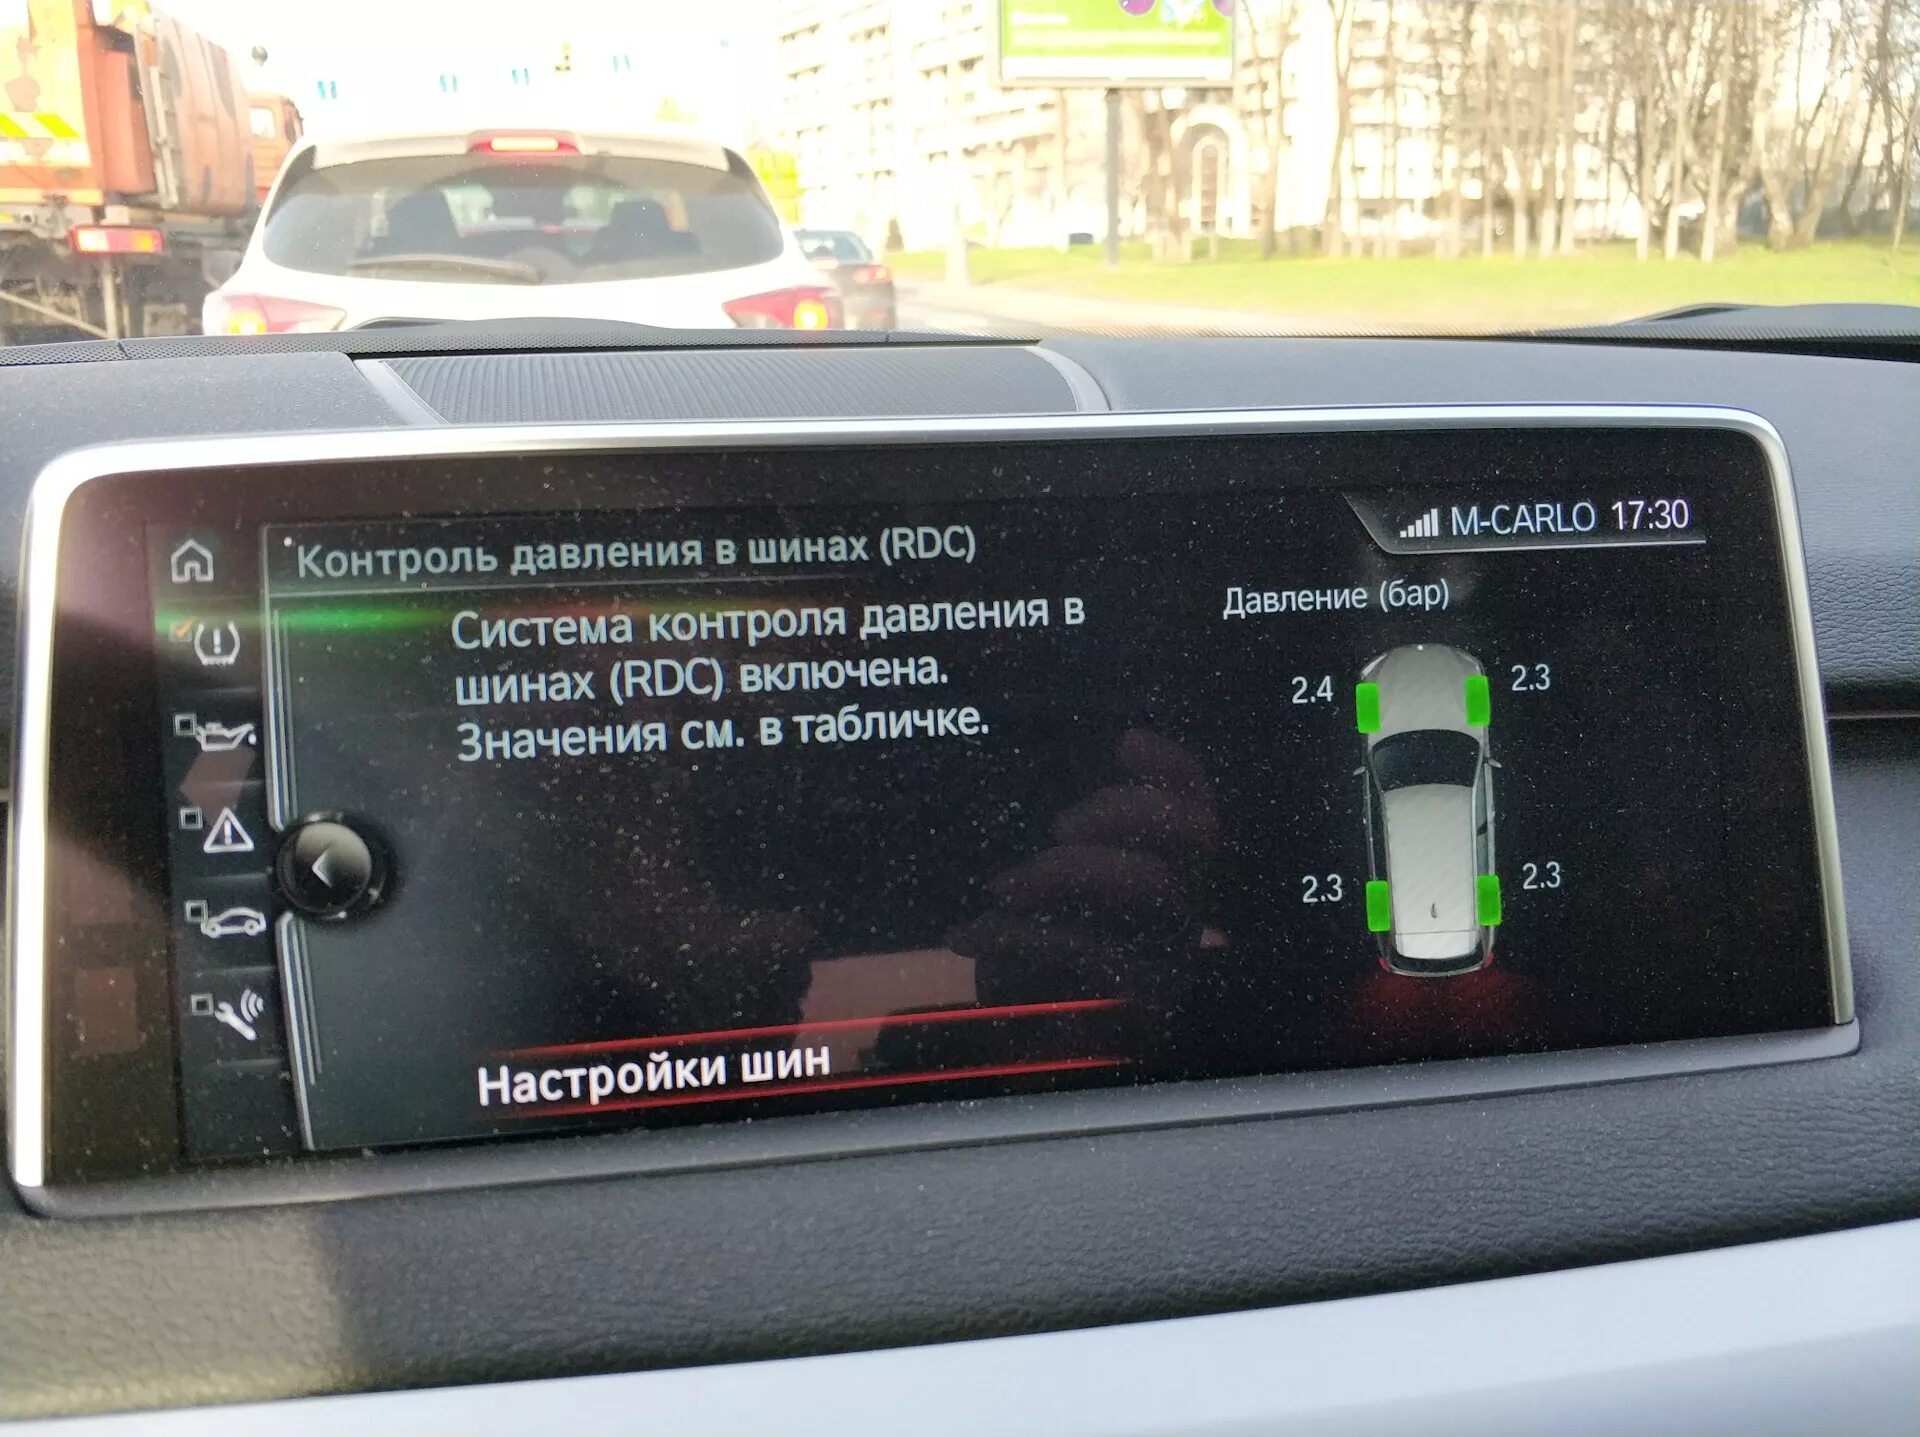 M-CARLO 17:30
Контроль давления в шинах (RDC)
Система контроля давления в
шинах (RDC) включена.
Значения см. в табличке.
Давление (бар)
2.4 2.3
2.3 2.3
Настройки шин